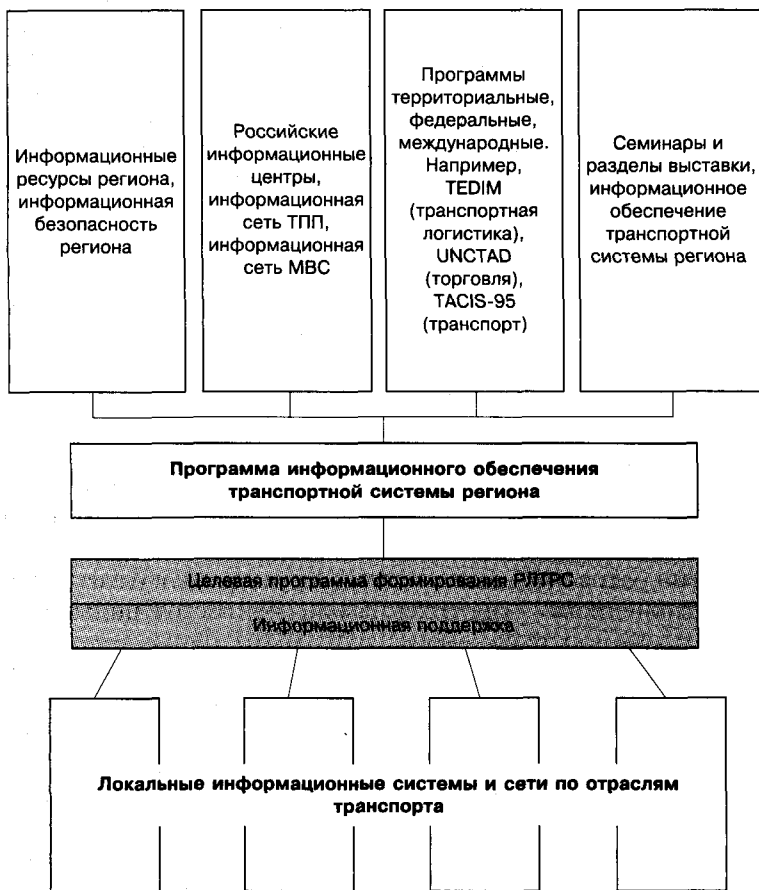 Информационные
ресурсы региона,
информационная
безопасность
региона
Российские
информационные
центры,
информационная
сеть ТПП,
информационная
сеть МВС
Программы
территориальные,
федеральные,
международные.
Например,
TEDIM
(транспортная
логистика),
UNCTAD
(торговля),
TACIS-95
(транспорт)
Семинары и
разделы выставки,
информационное
обеспечение
транспортной
системы региона
Программа информационного обеспечения
транспортной системы региона
Целевая программа формирования РЛТРС
Информационная поддержка
Локальные информационные системы и сети по отраслям
транспорта